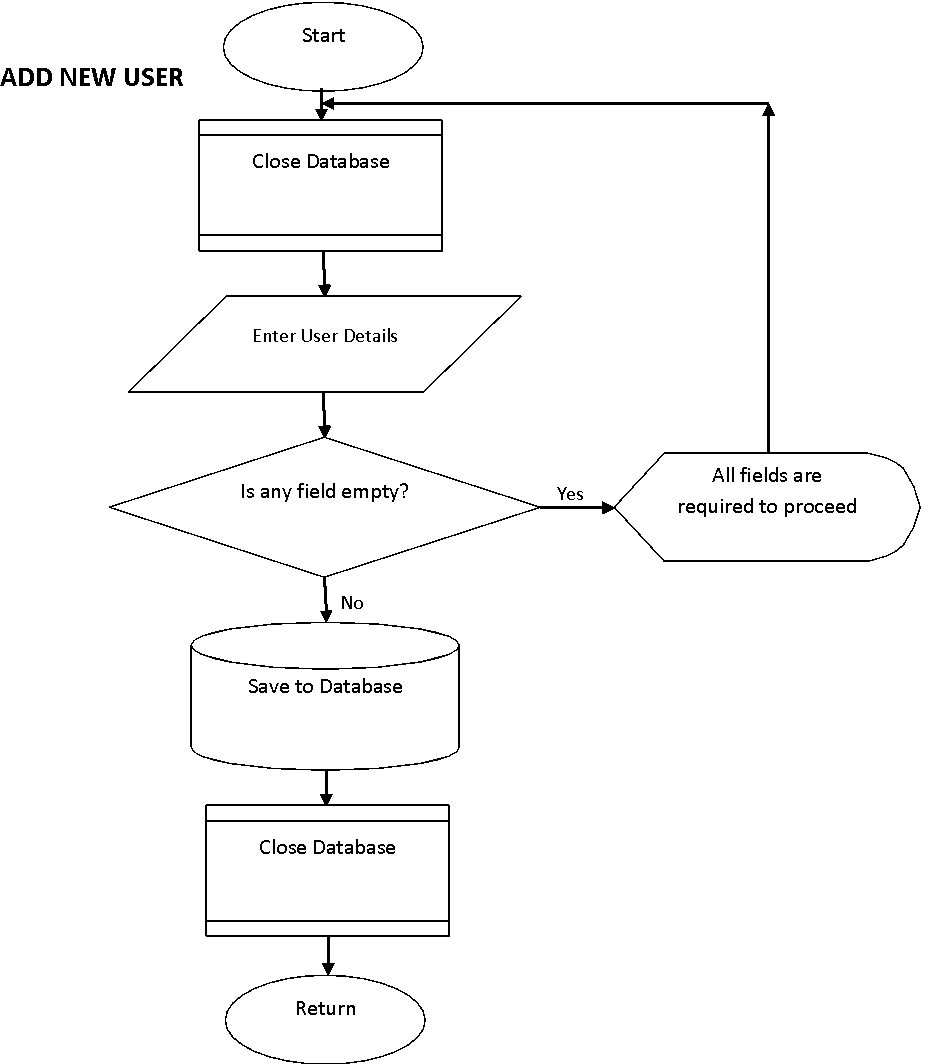 Start
ADD NEW USER
Close Database
Enter User Details
Is any field empty?
Yes
All fields are
required to proceed
No
Save to Database
Close Database
Return